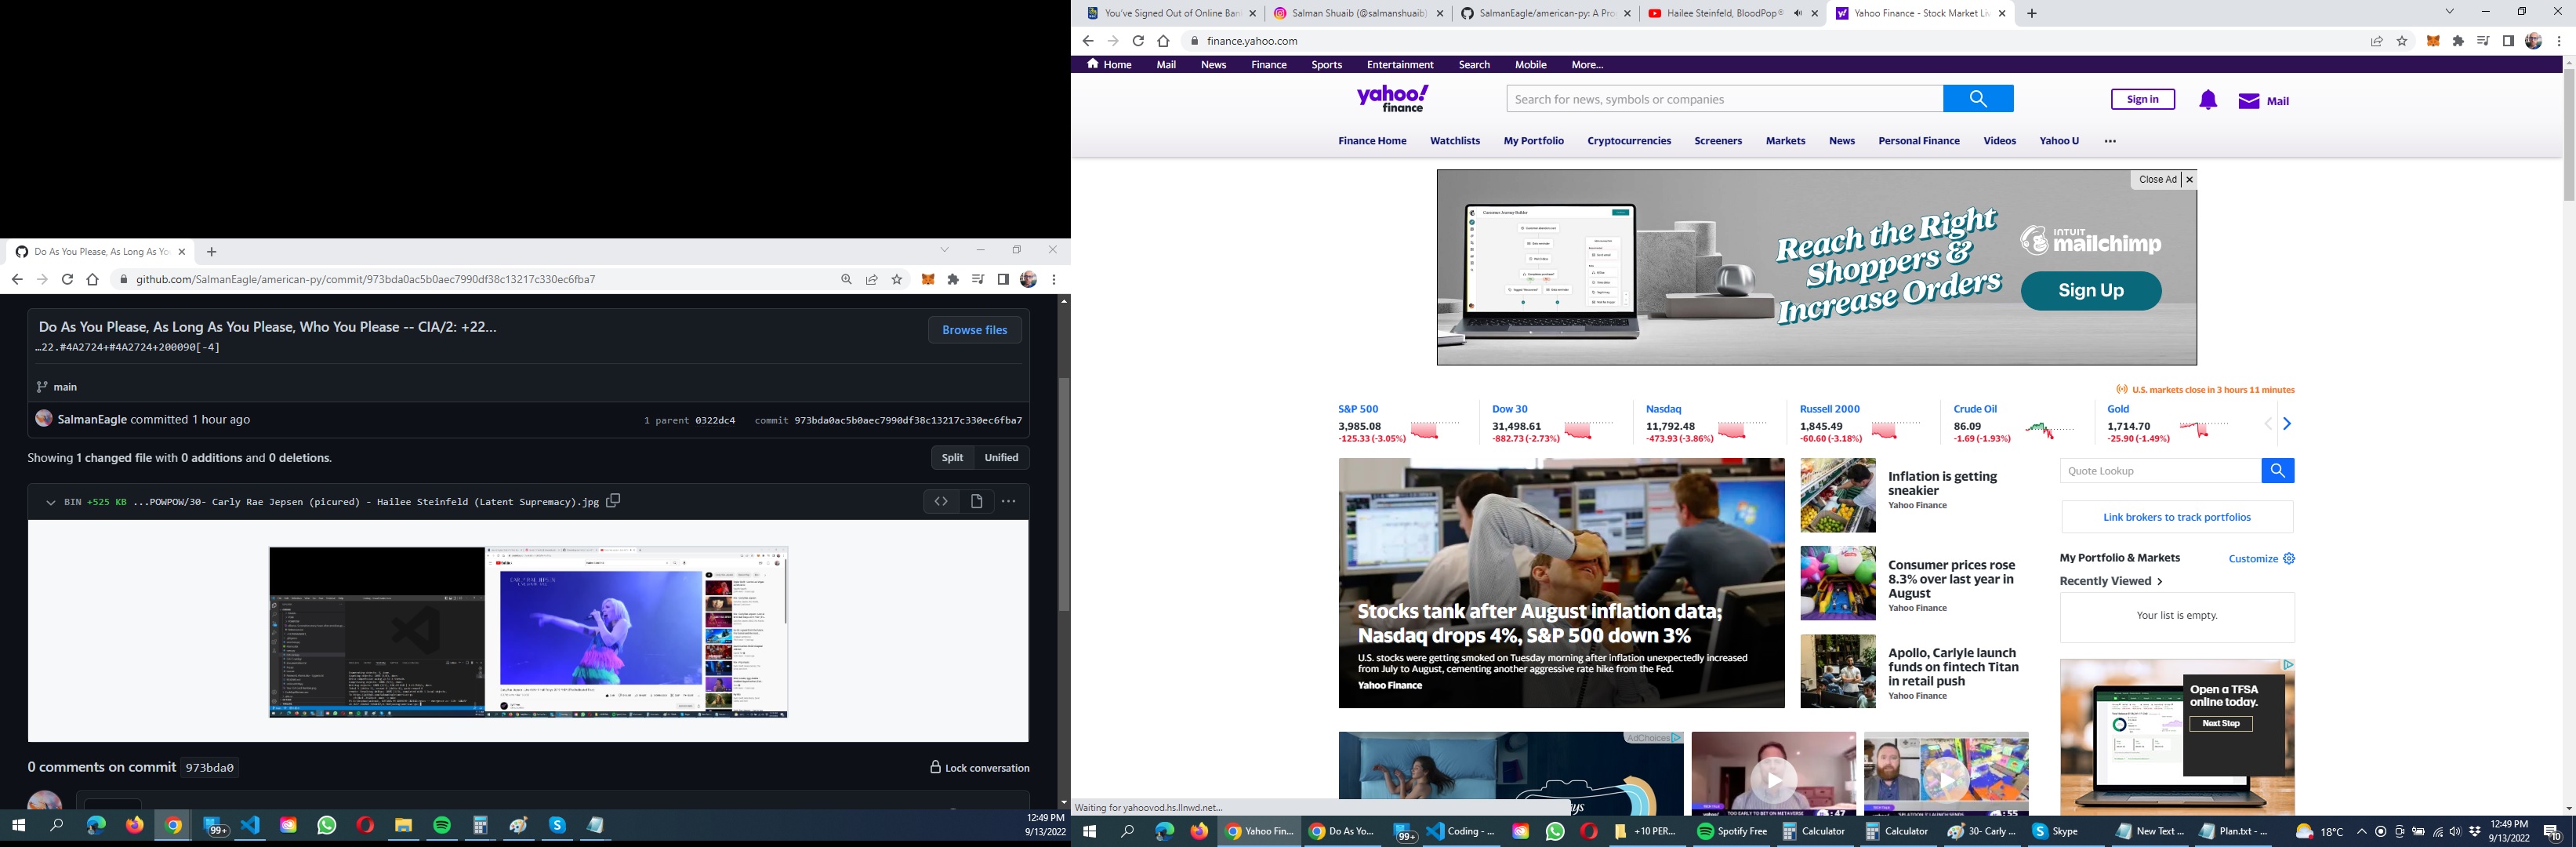 Do As You Please, As Long As Yo
github.com/SalmanEagle/american-py/commit/973bda0ac5b0aec7990df38c13217c330ec6fba7
Do As You Please, As Long As You Please, Who You Please -- CIA/2: +22...
Browse files
…22.#4A2724+#4A2724+200090[-4]
main
SalmanEagle committed 1 hour ago
1 parent 0322dc4 commit 973bda0ac5b0aec7990df38c13217c330ec6fba7
Showing 1 changed file with 0 additions and 0 deletions.
Split Unified
BIN +525 KB ...POWPOW/30- Carly Rae Jepsen (picured) - Hailee Steinfeld (Latent Supremacy).jpg
0 comments on commit 973bda0
Lock conversation
99+
12:49 PM
9/13/2022
You've Signed Out of Online Ban
Salman Shuaib (@salmanshuaib)
SalmanEagle/american-py: A Pro
Hailee Steinfeld, BloodPop®
Yahoo Finance - Stock Market Li
finance.yahoo.com
Home Mail News Finance Sports Entertainment Search Mobile More...
yahoo!
finance
Search for news, symbols or companies
Sign in
Mail
Finance Home Watchlists My Portfolio Cryptocurrencies Screeners Markets News Personal Finance Videos Yahoo U
Close Ad
Customer Journey Builder
Reach the Right
Shoppers &
Increase Orders
INTUIT
mailchimp
Sign Up
U.S. markets close in 3 hours 11 minutes
S&P 500
3,985.08
-125.33 (-3.05%)
Dow 30
31,498.61
-882.73 (-2.73%)
Nasdaq
11,792.48
-473.93 (-3.86%)
Russell 2000
1,845.49
-60.60 (-3.18%)
Crude Oil
86.09
-1.69 (-1.93%)
Gold
1,714.70
-25.90 (-1.49%)
Stocks tank after August inflation data;
Nasdaq drops 4%, S&P 500 down 3%
U.S. stocks were getting smoked on Tuesday morning after inflation unexpectedly increased
from July to August, cementing another aggressive rate hike from the Fed.
Yahoo Finance
Inflation is getting
sneakier
Yahoo Finance
Consumer prices rose
8.3% over last year in
August
Yahoo Finance
Apollo, Carlyle launch
funds on fintech Titan
in retail push
Yahoo Finance
Quote Lookup
Link brokers to track portfolios
My Portfolio & Markets
Customize
Recently Viewed
Your list is empty.
Open a TFSA
online today.
Next Step
AdChoices
Waiting for yahoovod.hs.llnwd.net...
Yahoo Fin...
Do As Yo...
99+
Coding - ...
+10 PER...
Spotify Free
Calculator
Calculator
30- Carly ...
Skype
New Text ...
Plan.txt - ...
18°C
12:49 PM
9/13/2022
10